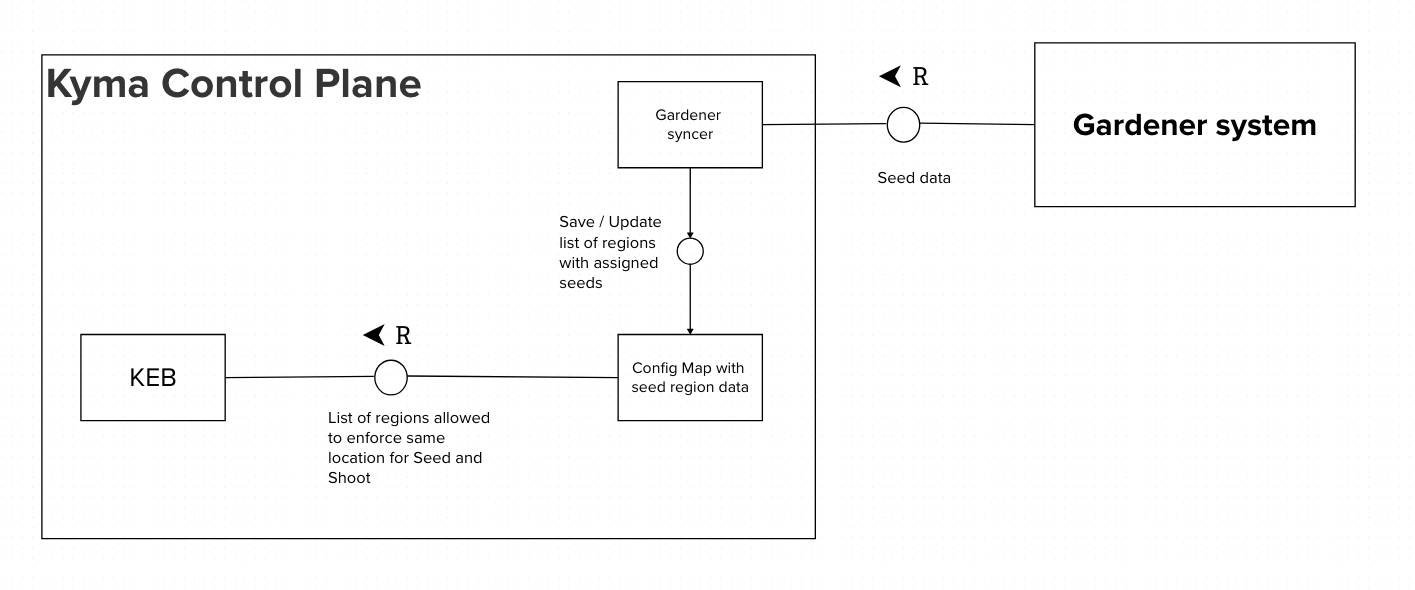 Kyma Control Plane
Gardener
syncer
R
Seed data
Gardener system
Save / Update
list of regions
with assigned
seeds
KEB
R
List of regions allowed
to enforce same
location for Seed and
Shoot
Config Map with
seed region data